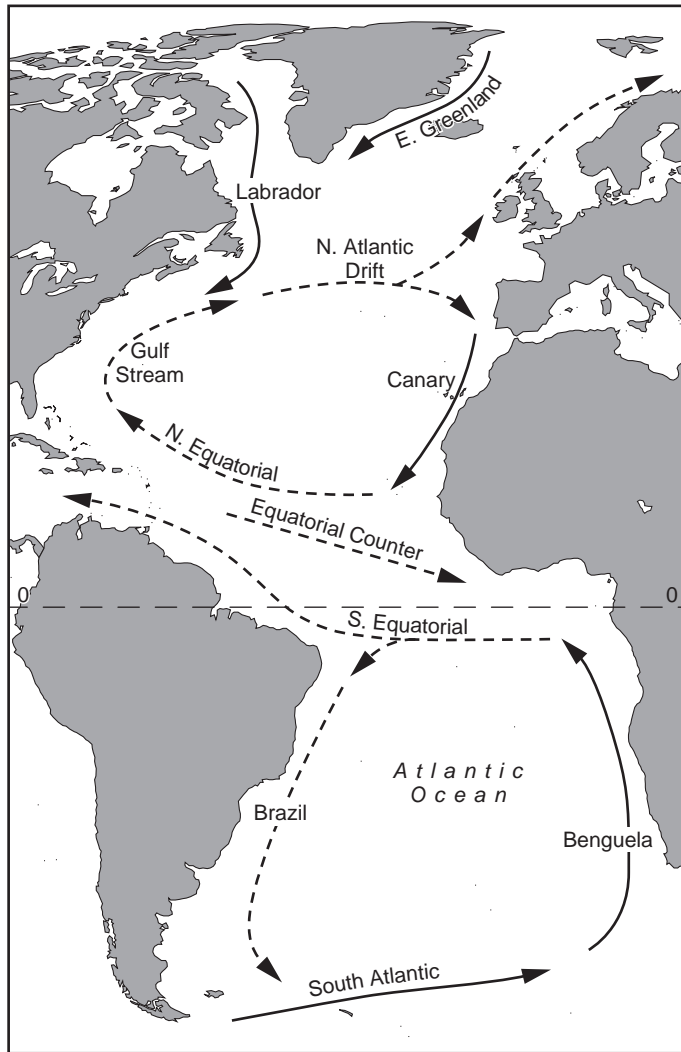 E. Greenland
Labrador
N. Atlantic
Drift
Gulf
Stream
Canary
N. Equatorial
Equatorial Counter
0
0
S. Equatorial
Atlantic
Ocean
Brazil
Benguela
South Atlantic